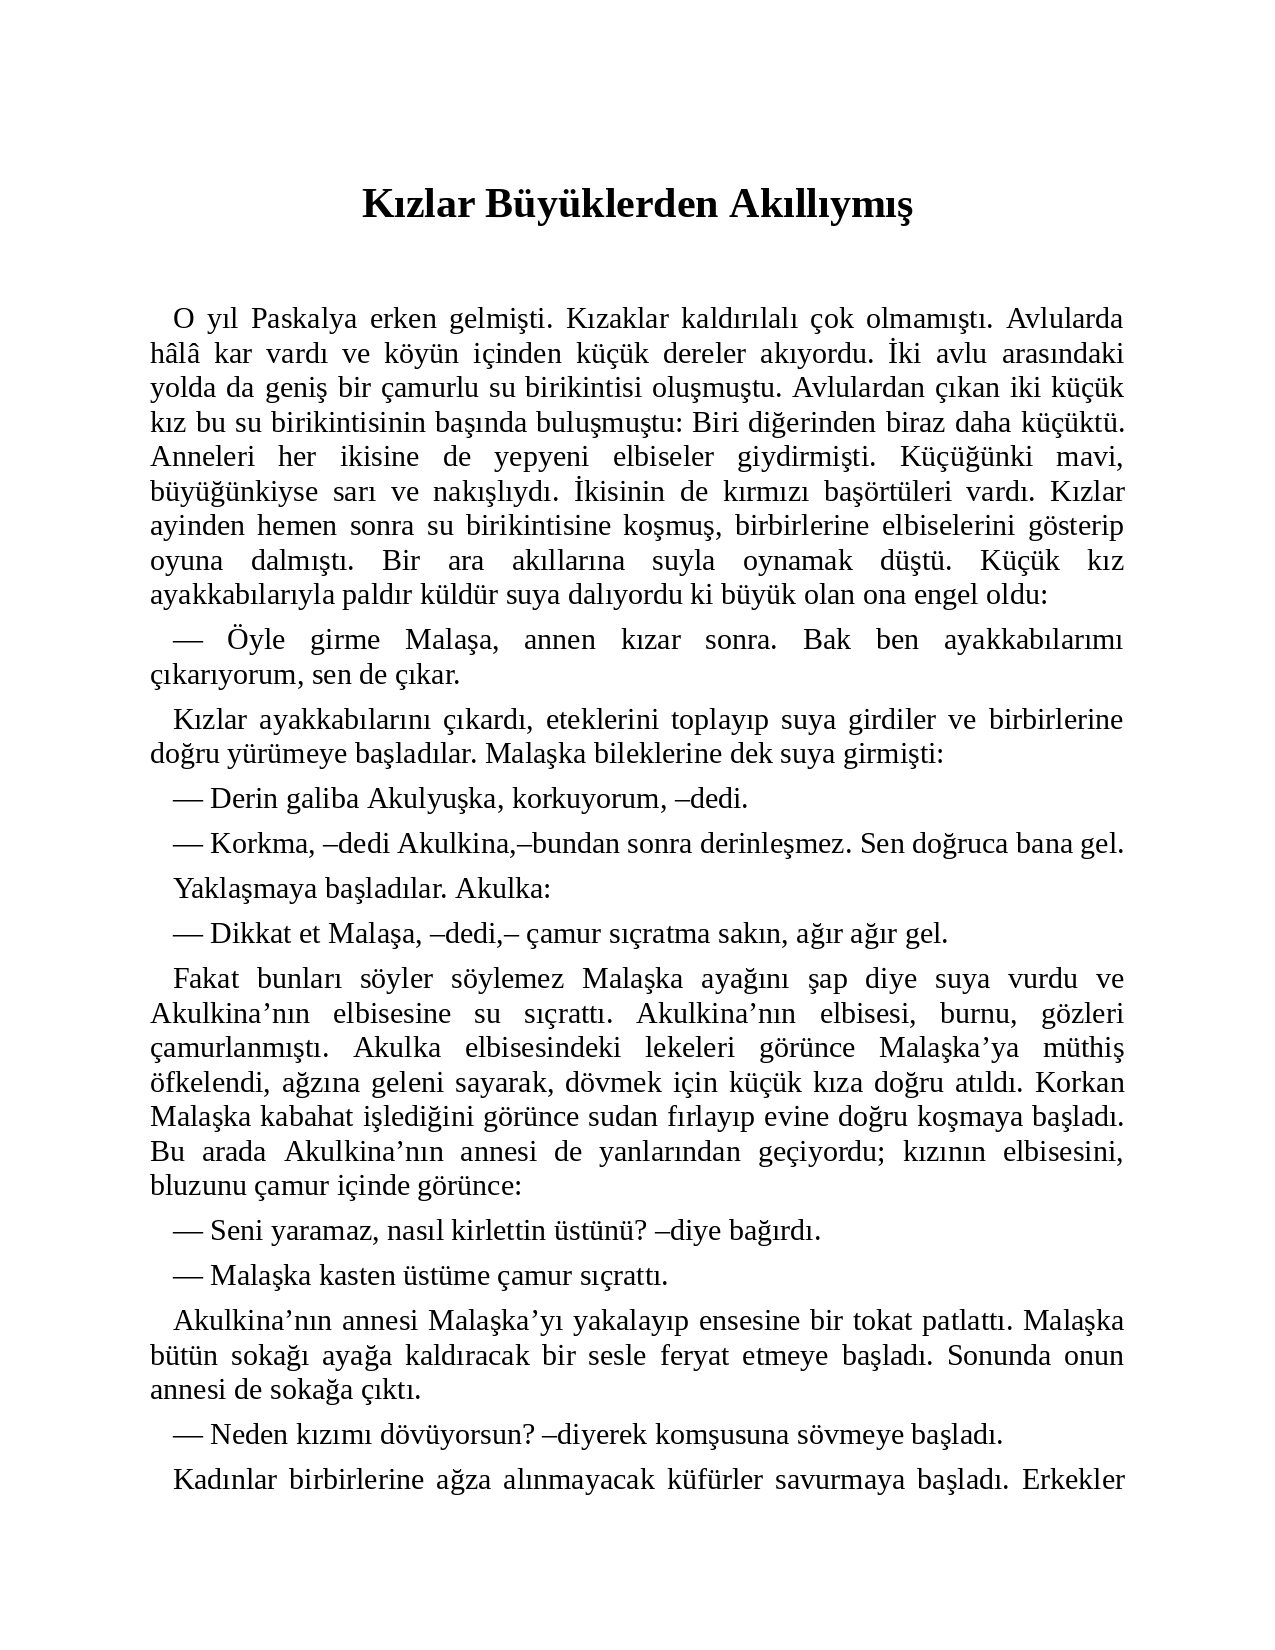 Kızlar Büyüklerden Akıllıymış
O yıl Paskalya erken gelmişti. Kızaklar kaldırılalı çok olmamıştı. Avlularda
hâlâ kar vardı ve köyün içinden küçük dereler akıyordu. İki avlu arasındaki
yolda da geniş bir çamurlu su birikintisi oluşmuştu. Avlulardan çıkan iki küçük
kız bu su birikintisinin başında buluşmuştu: Biri diğerinden biraz daha küçüktü.
Anneleri her ikisine de yepyeni elbiseler giydirmişti. Küçüğünki mavi,
büyüğünkiyse sarı ve nakışlıydı. İkisinin de kırmızı başörtüleri vardı. Kızlar
ayinden hemen sonra su birikintisine koşmuş, birbirlerine elbiselerini gösterip
oyuna dalmıştı. Bir ara akıllarına suyla oynamak düştü. Küçük kız
ayakkabılarıyla paldır küldür suya dalıyordu ki büyük olan ona engel oldu:
— Öyle girme Malaşa, annen kızar sonra. Bak ben ayakkabılarımı
çıkarıyorum, sen de çıkar.
Kızlar ayakkabılarını çıkardı, eteklerini toplayıp suya girdiler ve birbirlerine
doğru yürümeye başladılar. Malaşka bileklerine dek suya girmişti:
— Derin galiba Akulyuşka, korkuyorum, –dedi.
— Korkma, –dedi Akulkina,–bundan sonra derinleşmez. Sen doğruca bana gel.
Yaklaşmaya başladılar. Akulka:
— Dikkat et Malaşa, –dedi,– çamur sıçratma sakın, ağır ağır gel.
Fakat bunları söyler söylemez Malaşka ayağını şap diye suya vurdu ve
Akulkina’nın elbisesine su sıçrattı. Akulkina’nın elbisesi, burnu, gözleri
çamurlanmıştı. Akulka elbisesindeki lekeleri görünce Malaşka’ya müthiş
öfkelendi, ağzına geleni sayarak, dövmek için küçük kıza doğru atıldı. Korkan
Malaşka kabahat işlediğini görünce sudan fırlayıp evine doğru koşmaya başladı.
Bu arada Akulkina’nın annesi de yanlarından geçiyordu; kızının elbisesini,
bluzunu çamur içinde görünce:
— Seni yaramaz, nasıl kirlettin üstünü? –diye bağırdı.
— Malaşka kasten üstüme çamur sıçrattı.
Akulkina’nın annesi Malaşka’yı yakalayıp ensesine bir tokat patlattı. Malaşka
bütün sokağı ayağa kaldıracak bir sesle feryat etmeye başladı. Sonunda onun
annesi de sokağa çıktı.
— Neden kızımı dövüyorsun? –diyerek komşusuna sövmeye başladı.
Kadınlar birbirlerine ağza alınmayacak küfürler savurmaya başladı. Erkekler